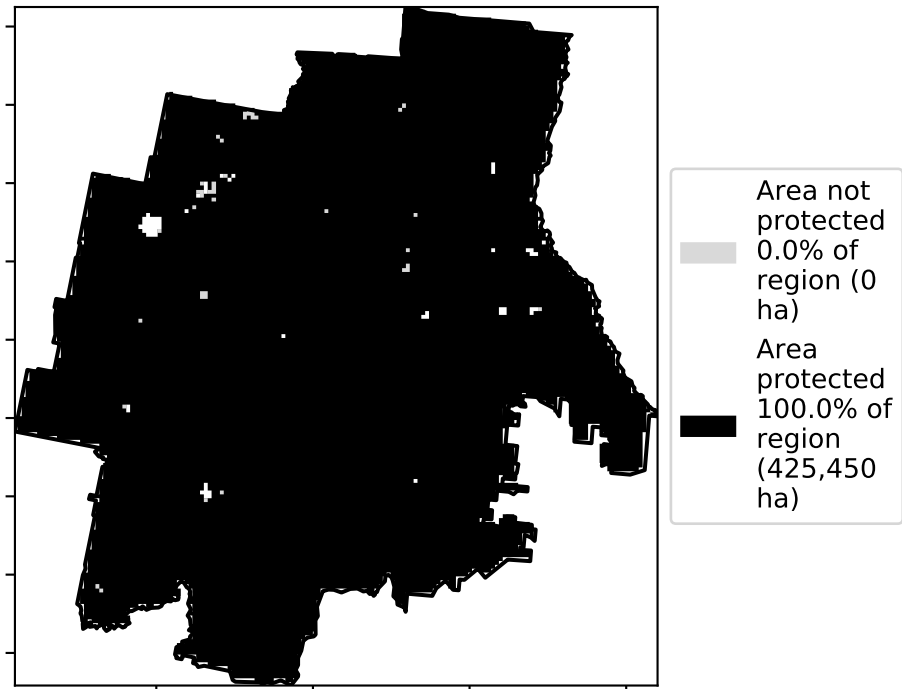 Area not
protected
0.0% of
region (0
ha)
Area
protected
100.0% of
region
(425,450
ha)